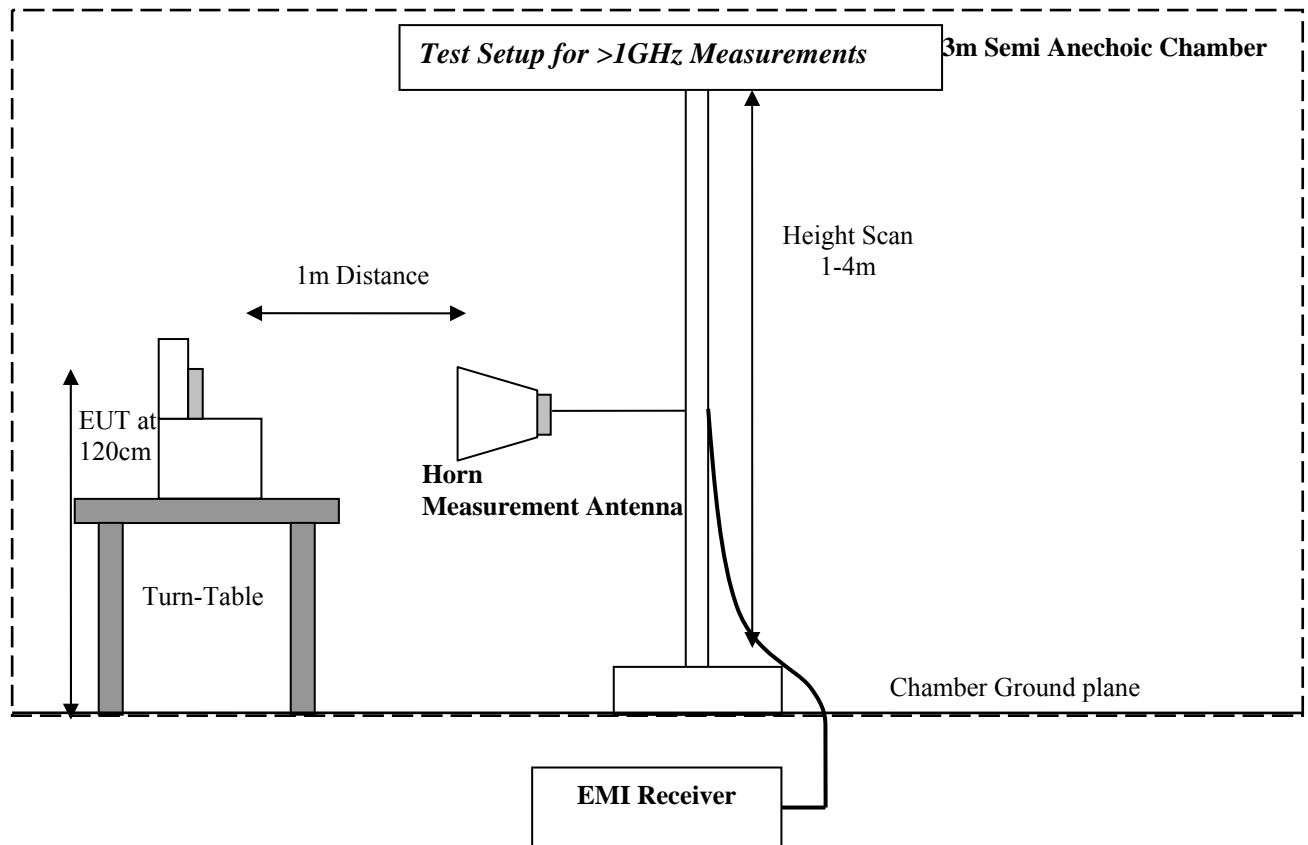 Test Setup for >1GHz Measurements
3m Semi Anechoic Chamber
Height Scan
1-4m
1m Distance
EUT at
120cm
Horn
Measurement Antenna
Turn-Table
Chamber Ground plane
EMI Receiver